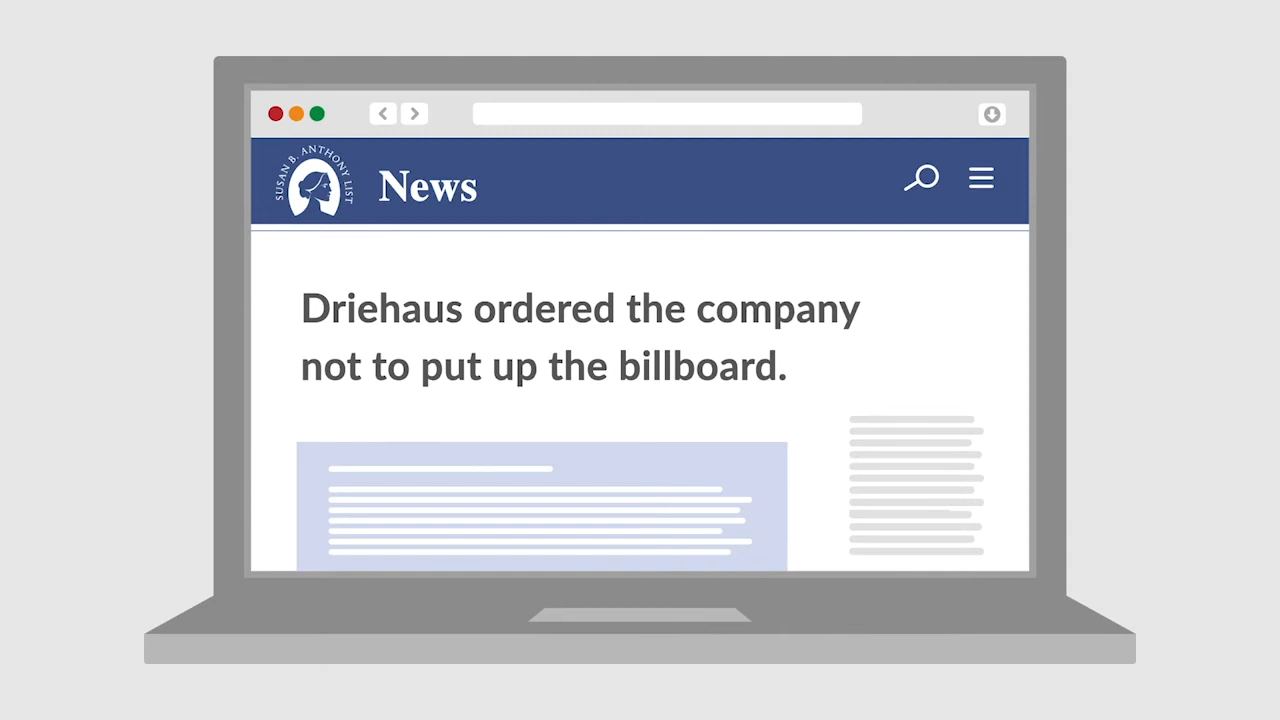 SUSAN B. ANTHONY LIST
News
Driehaus ordered the company
not to put up the billboard.